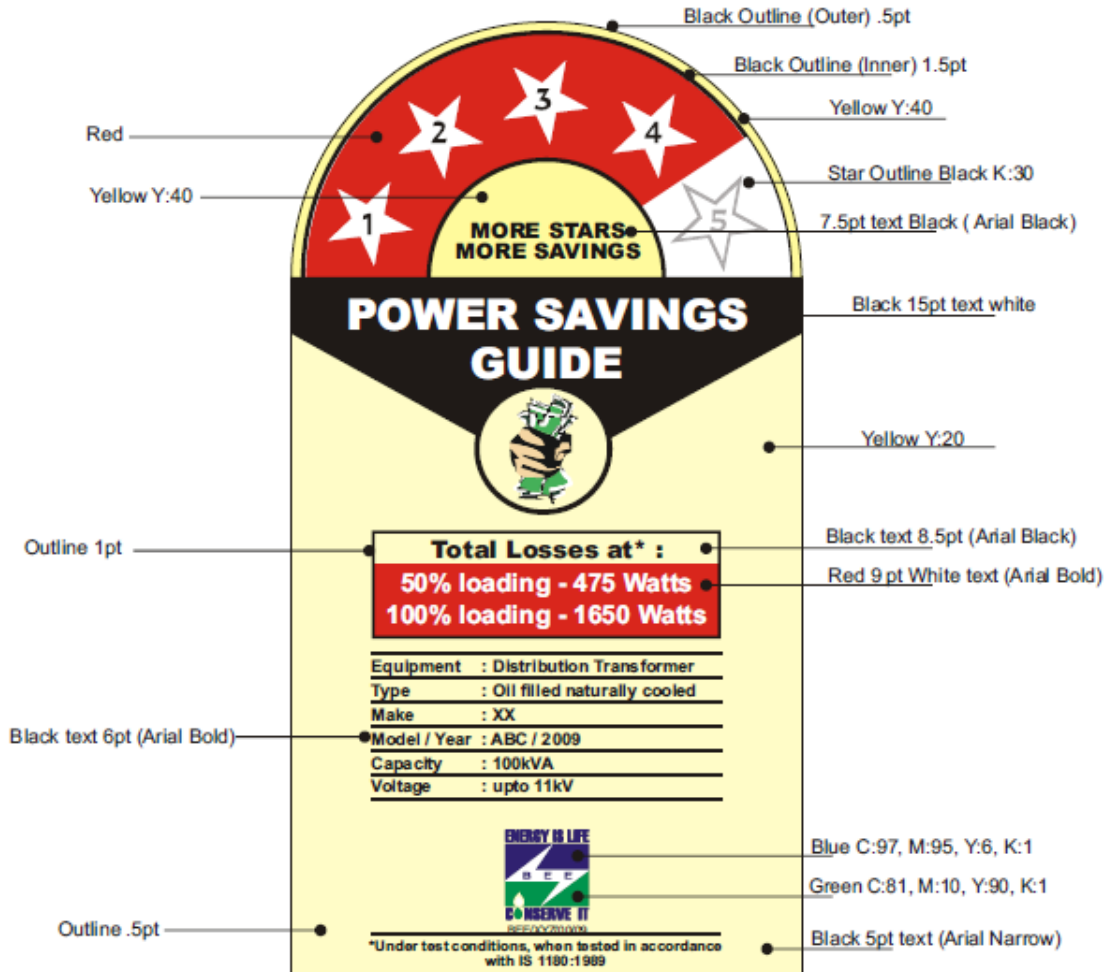 Black Outline (Outer) .5pt
Black Outline (Inner) 1.5pt
Yellow Y:40
Red
Star Outline Black K:30
Yellow Y:40
7.5pt text Black ( Arial Black)
1
2
3
4
5
MORE STARS
MORE SAVINGS
Black 15pt text white
POWER SAVINGS
GUIDE
Yellow Y:20
Outline 1pt
Black text 8.5pt (Arial Black)
Total Losses at* :
Red 9 pt White text (Arial Bold)
50% loading - 475 Watts
100% loading - 1650 Watts
Equipment : Distribution Transformer
Type : Oil filled naturally cooled
Make : XX
Black text 6pt (Arial Bold)
Model / Year : ABC / 2009
Capacity : 100kVA
Voltage : upto 11kV
ENERGY IS LIFE
BEE
CONSERVE IT
Blue C:97, M:95, Y:6, K:1
Green C:81, M:10, Y:90, K:1
Outline .5pt
Black 5pt text (Arial Narrow)
*Under test conditions, when tested in accordance
with IS 1180:1989